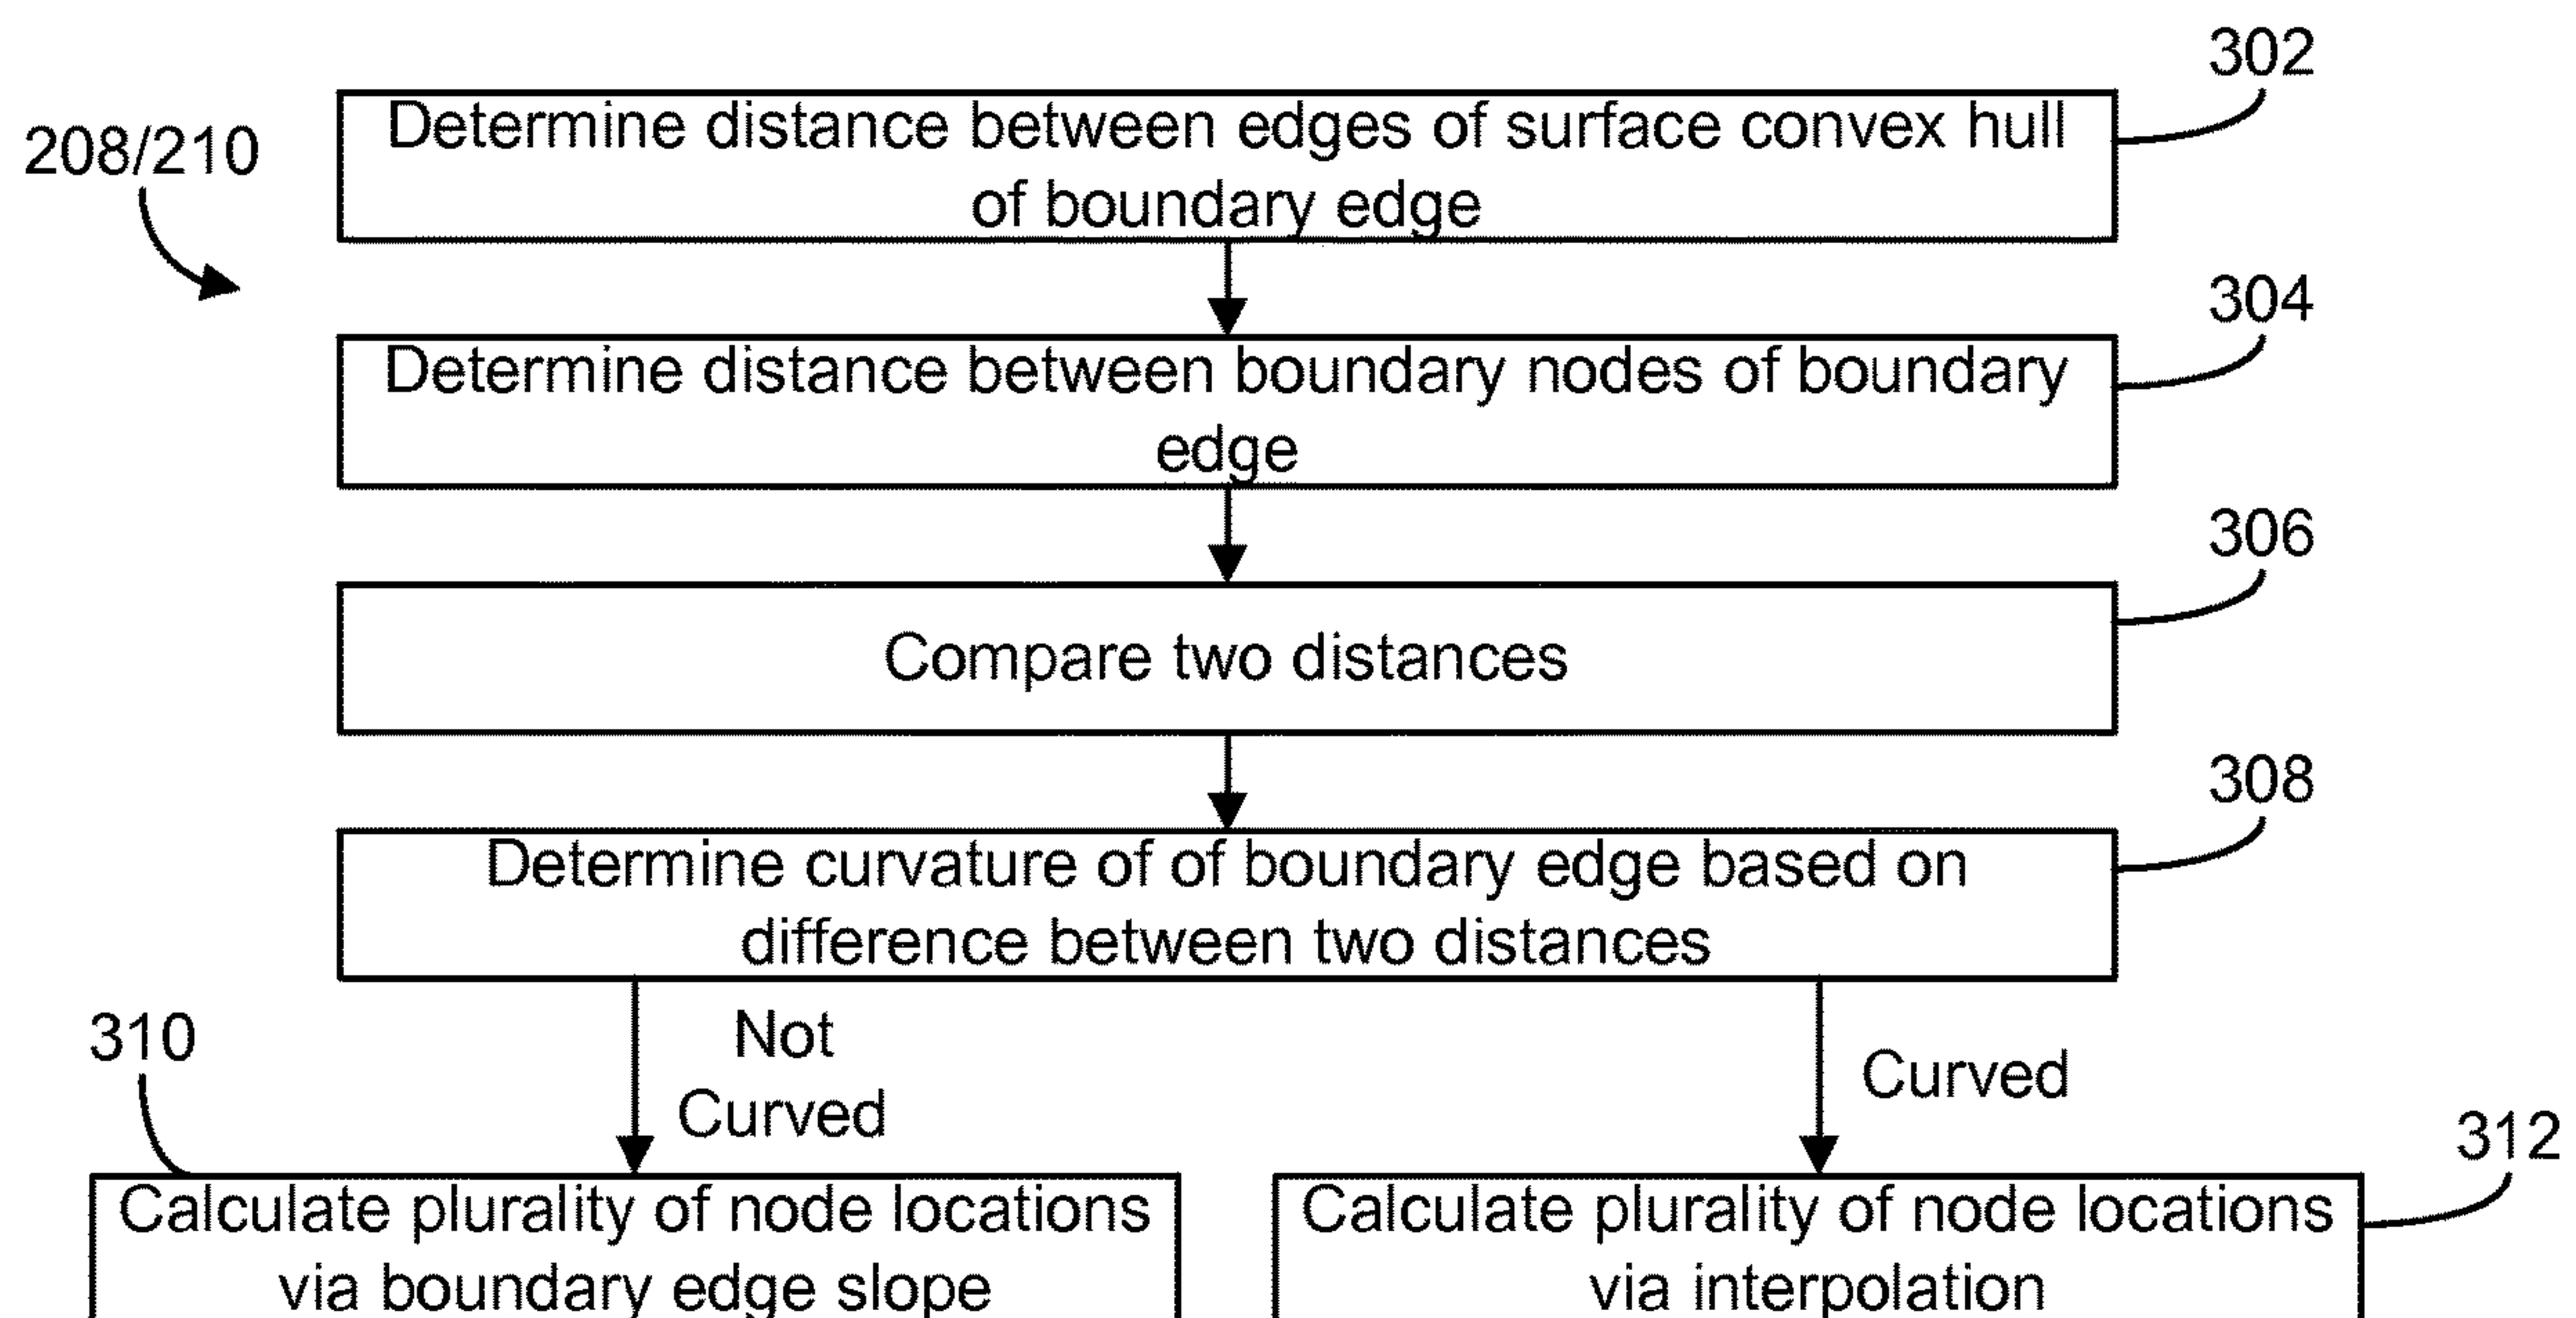 302
208/210
Determine distance between edges of surface convex hull
of boundary edge
304
Determine distance between boundary nodes of boundary
edge
306
Compare two distances
308
Determine curvature of of boundary edge based on
difference between two distances
310
Not
Curved
Curved
312
Calculate plurality of node locations
via boundary edge slope
Calculate plurality of node locations
via interpolation